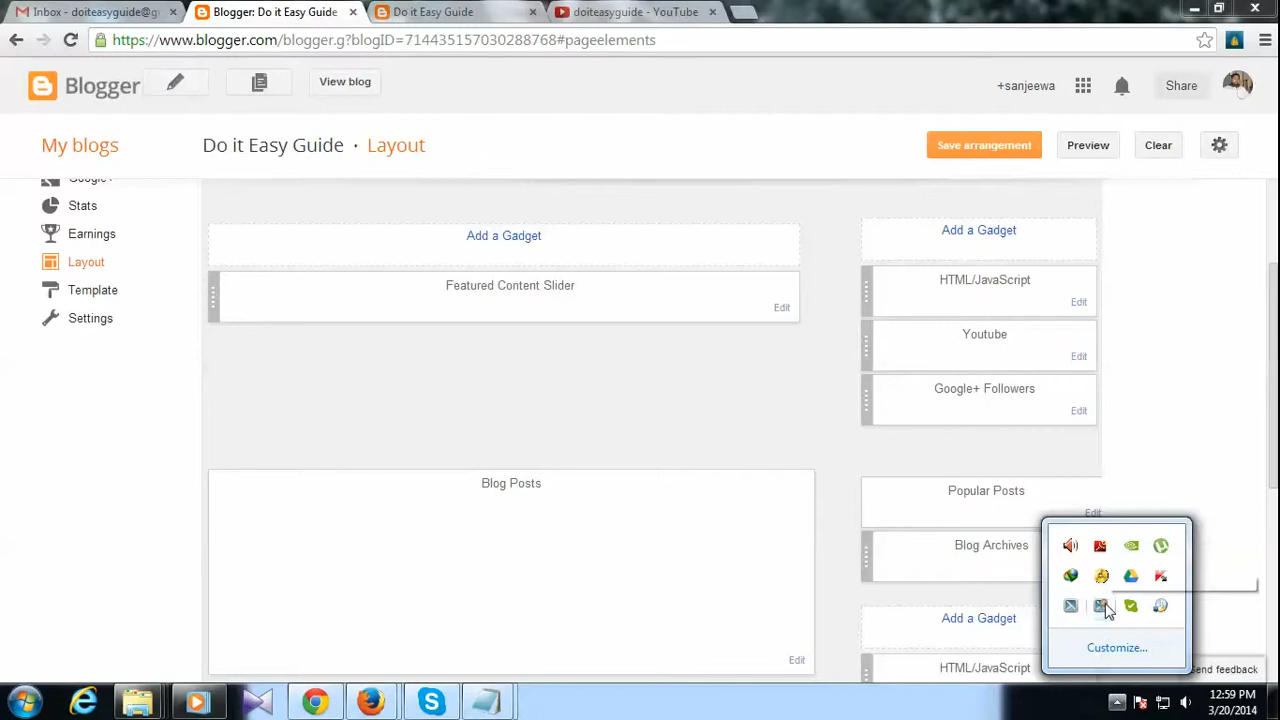 Inbox - doiteasyguide@g
Blogger: Do it Easy Guide
Do it Easy Guide
doiteasyguide - YouTube
https://www.blogger.com/blogger.g?blogID=714435157030288768#pageelements
Blogger
View blog
+sanjeewa
Share
My blogs
Do it Easy Guide · Layout
Save arrangement
Preview
Clear
Google+
Stats
Earnings
Layout
Template
Settings
Add a Gadget
Featured Content Slider
Edit
Blog Posts
Edit
Add a Gadget
HTML/JavaScript
Edit
Youtube
Edit
Google+ Followers
Edit
Popular Posts
Edit
Blog Archives
Add a Gadget
HTML/JavaScript
Customize...
end feedback
12:59 PM
3/20/2014